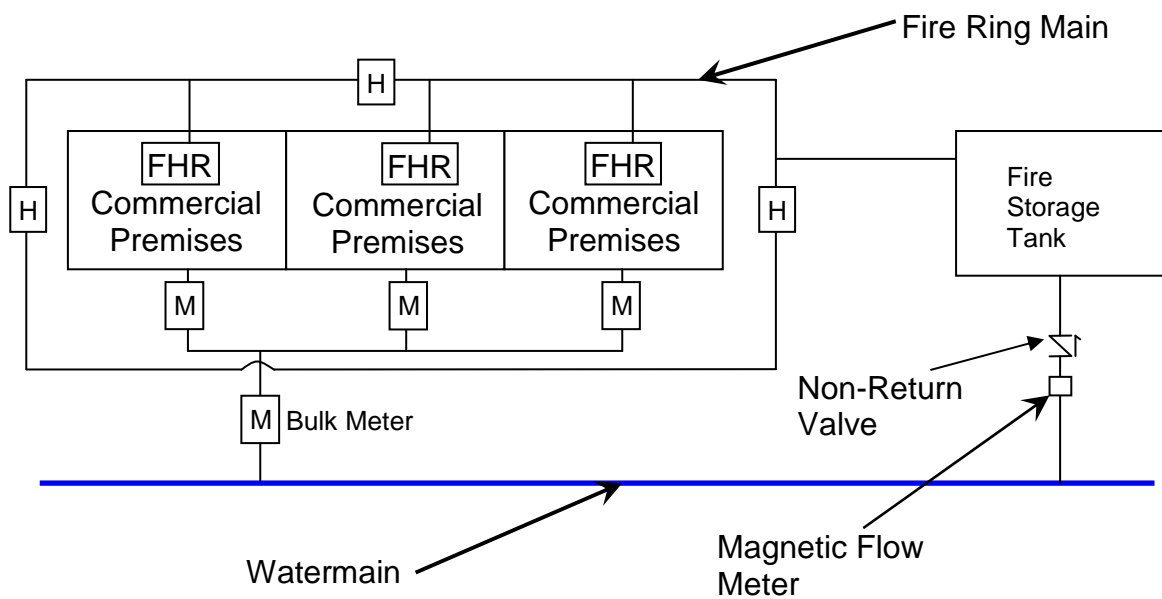 Fire Ring Main
H
FHR
FHR
FHR
Commercial
Premises
Commercial
Premises
Commercial
Premises
H
H
Fire
Storage
Tank
M
M
M
Non-Return
Valve
M
Bulk Meter
Magnetic Flow
Meter
Watermain